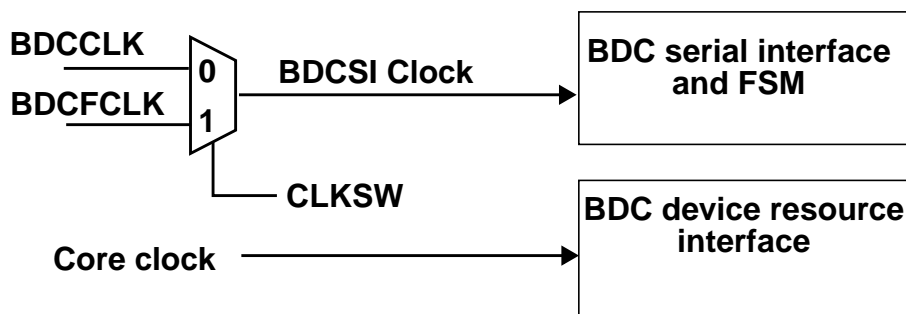 BDCCLK
BDCFCLK
0
1
BDCSI Clock
BDC serial interface
and FSM
CLKSW
BDC device resource
interface
Core clock